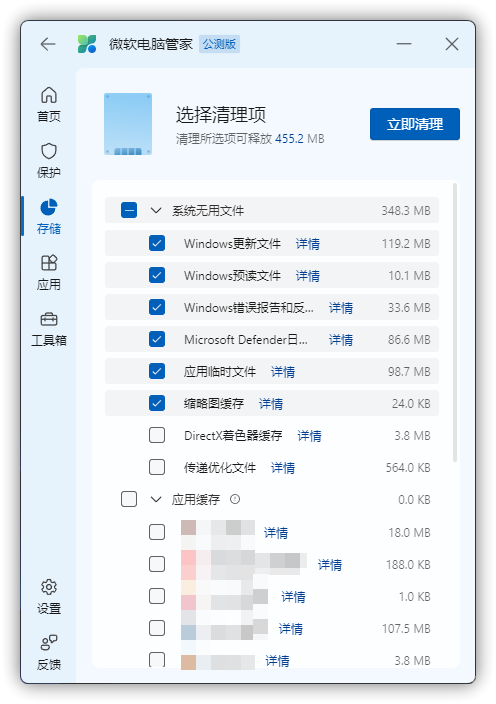 微软电脑管家 公测版
首页
保护
存储
应用
工具箱
设置
反馈
选择清理项
清理所选项可释放 455.2 MB
立即清理
系统无用文件 348.3 MB
Windows更新文件 详情 119.2 MB
Windows预读文件 详情 10.1 MB
Windows错误报告和反... 详情 33.6 MB
Microsoft Defender日... 详情 86.6 MB
应用临时文件 详情 98.7 MB
缩略图缓存 详情 24.0 KB
DirectX着色器缓存 详情 3.8 MB
传递优化文件 详情 564.0 KB
应用缓存 0.0 KB
详情 18.0 MB
详情 188.0 KB
详情 1.0 KB
详情 107.5 MB
详情 3.8 MB